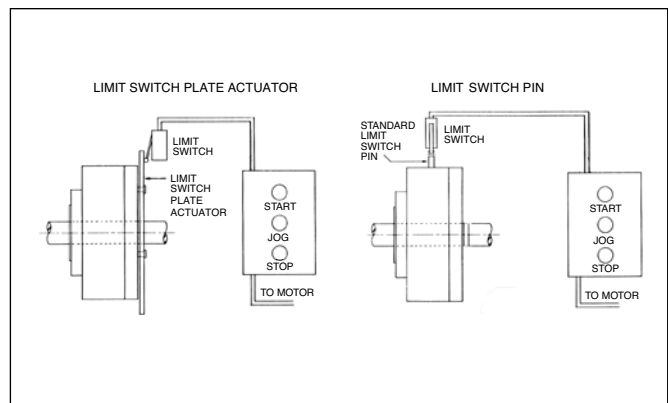 LIMIT SWITCH PLATE ACTUATOR
LIMIT
SWITCH
LIMIT
SWITCH
PLATE
ACTUATOR
START
JOG
STOP
TO MOTOR
LIMIT SWITCH PIN
STANDARD
LIMIT
SWITCH
PIN
LIMIT
SWITCH
START
JOG
STOP
TO MOTOR